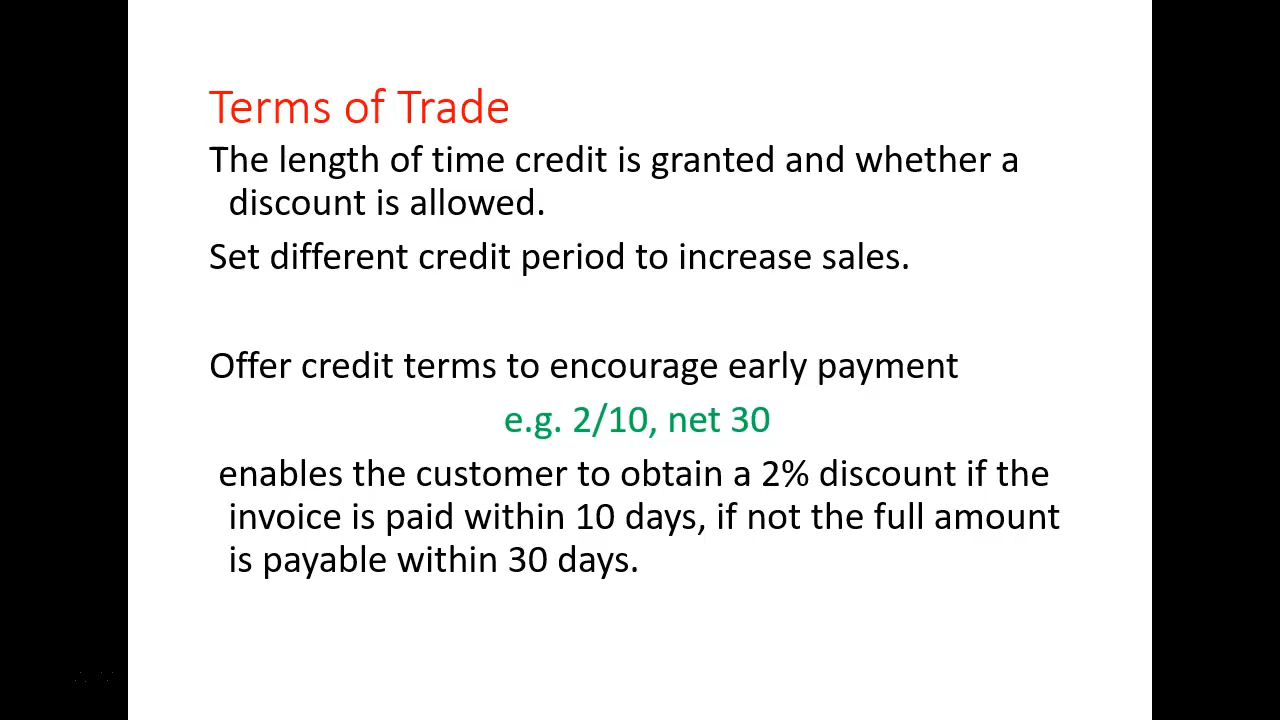 Terms of Trade
The length of time credit is granted and whether a
discount is allowed.
Set different credit period to increase sales.
Offer credit terms to encourage early payment
e.g. 2/10, net 30
enables the customer to obtain a 2% discount if the
invoice is paid within 10 days, if not the full amount
is payable within 30 days.